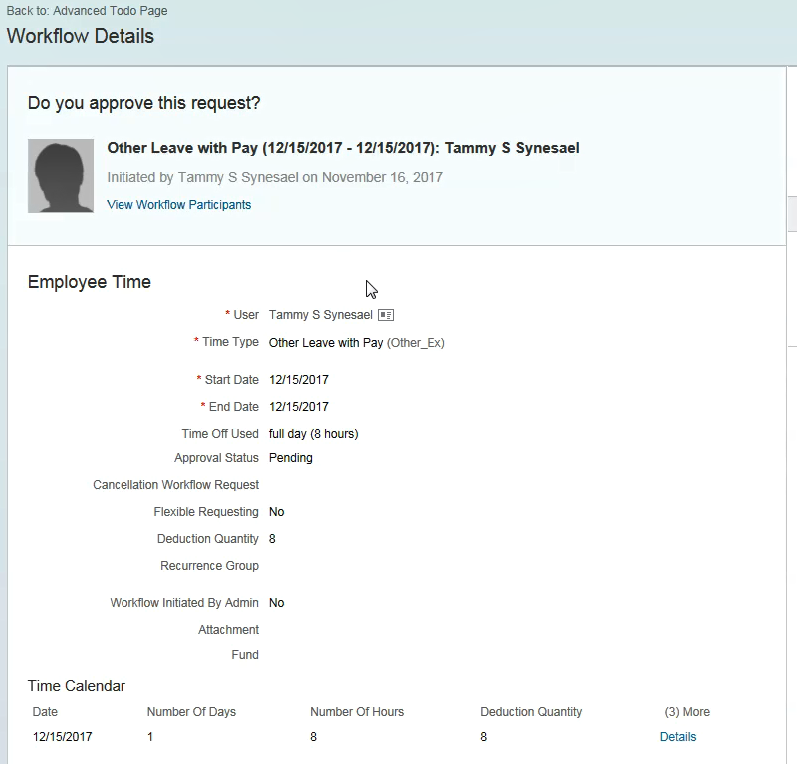 Back to: Advanced Todo Page
Workflow Details
Do you approve this request?
Other Leave with Pay (12/15/2017 - 12/15/2017): Tammy S Synesael
Initiated by Tammy S Synesael on November 16, 2017
View Workflow Participants
Employee Time
* User Tammy S Synesael
* Time Type Other Leave with Pay (Other_Ex)
* Start Date 12/15/2017
* End Date 12/15/2017
Time Off Used full day (8 hours)
Approval Status Pending
Cancellation Workflow Request
Flexible Requesting No
Deduction Quantity 8
Recurrence Group
Workflow Initiated By Admin No
Attachment
Fund
Time Calendar
Date Number Of Days Number Of Hours Deduction Quantity (3) More
12/15/2017 1 8 8 Details